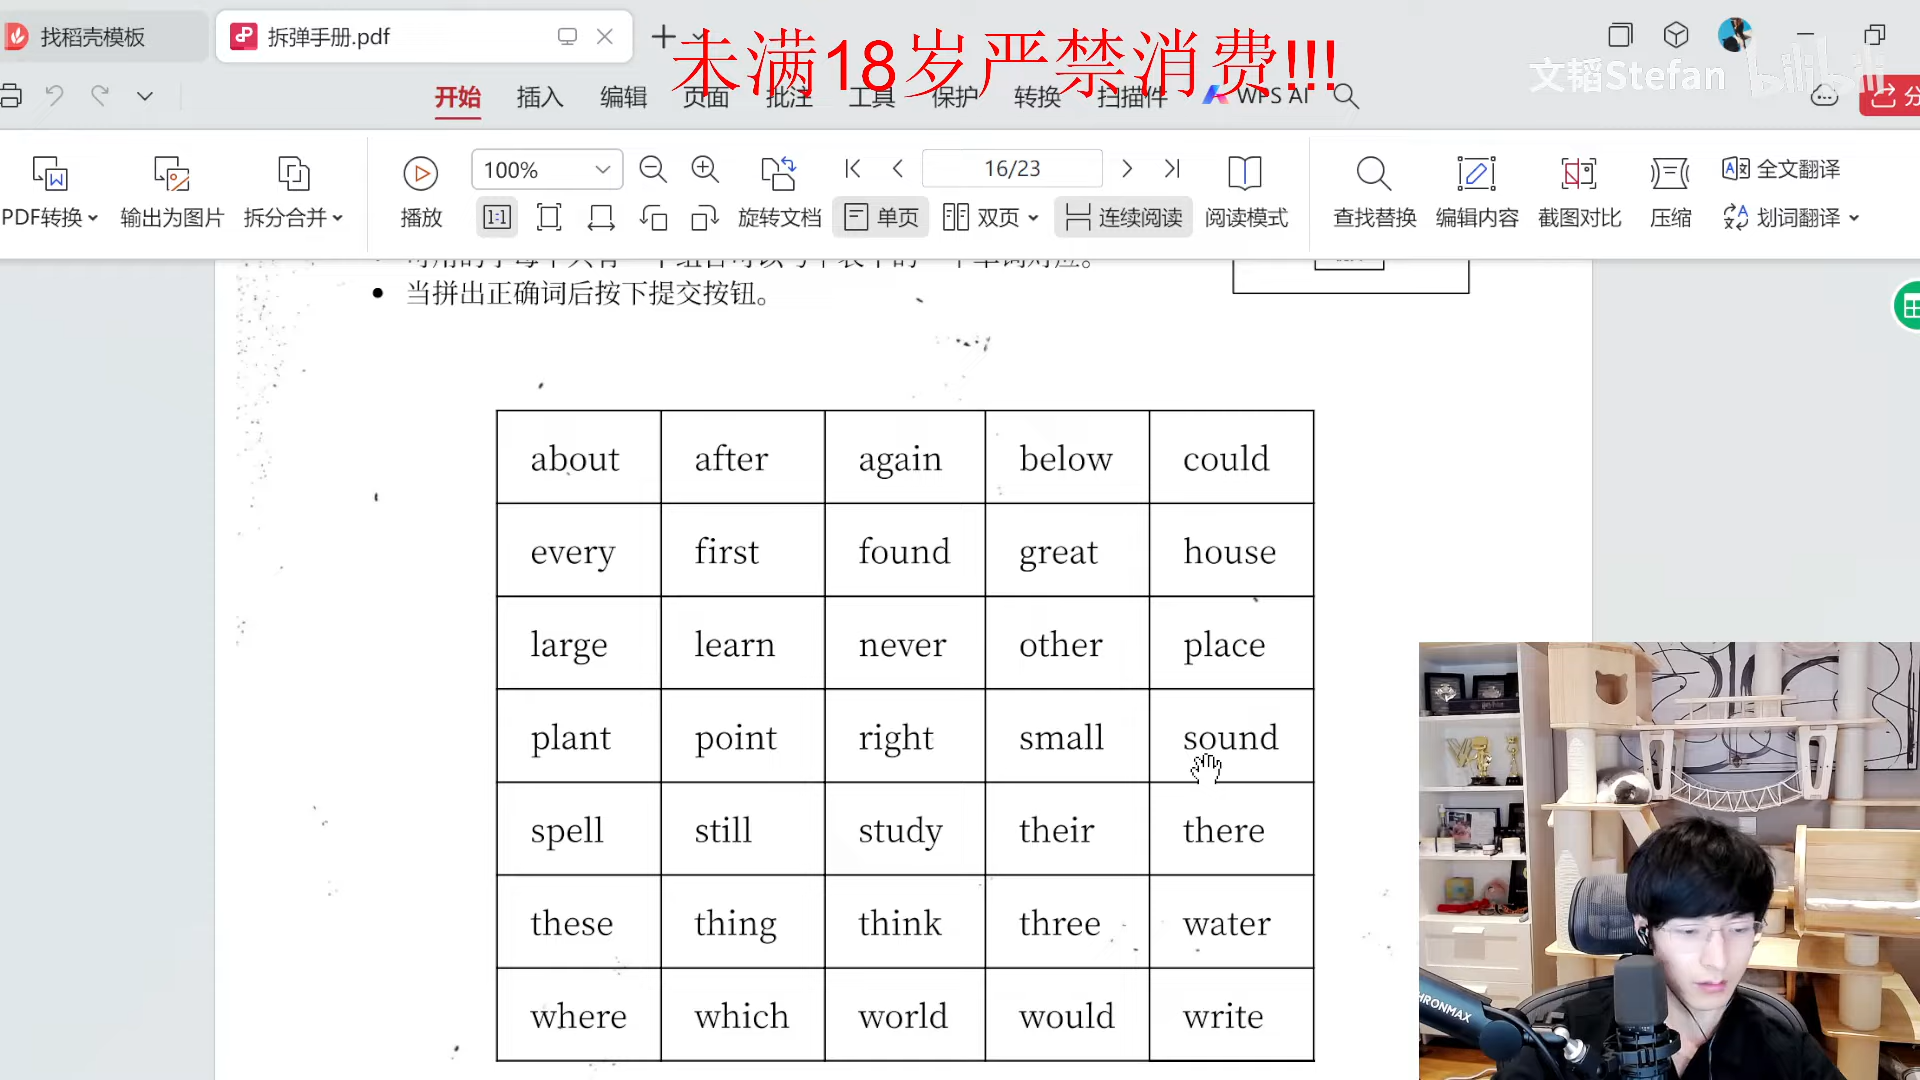 找稻壳模板
拆弹手册.pdf
未满18岁严禁消费!!!
文韬Stefan
bilibili
开始 插入 编辑 页面 批注 工具 保护 转换 扫描件 WPS AI
分
100%
16/23
全文翻译
PDF转换 输出为图片 拆分合并 播放 旋转文档 单页 双页 连续阅读 阅读模式 查找替换 编辑内容 截图对比 压缩 划词翻译
当拼出正确词后按下提交按钮。
about after again below could
every first found great house
large learn never other place
plant point right small sound
spell still study their there
these thing think three water
where which world would write